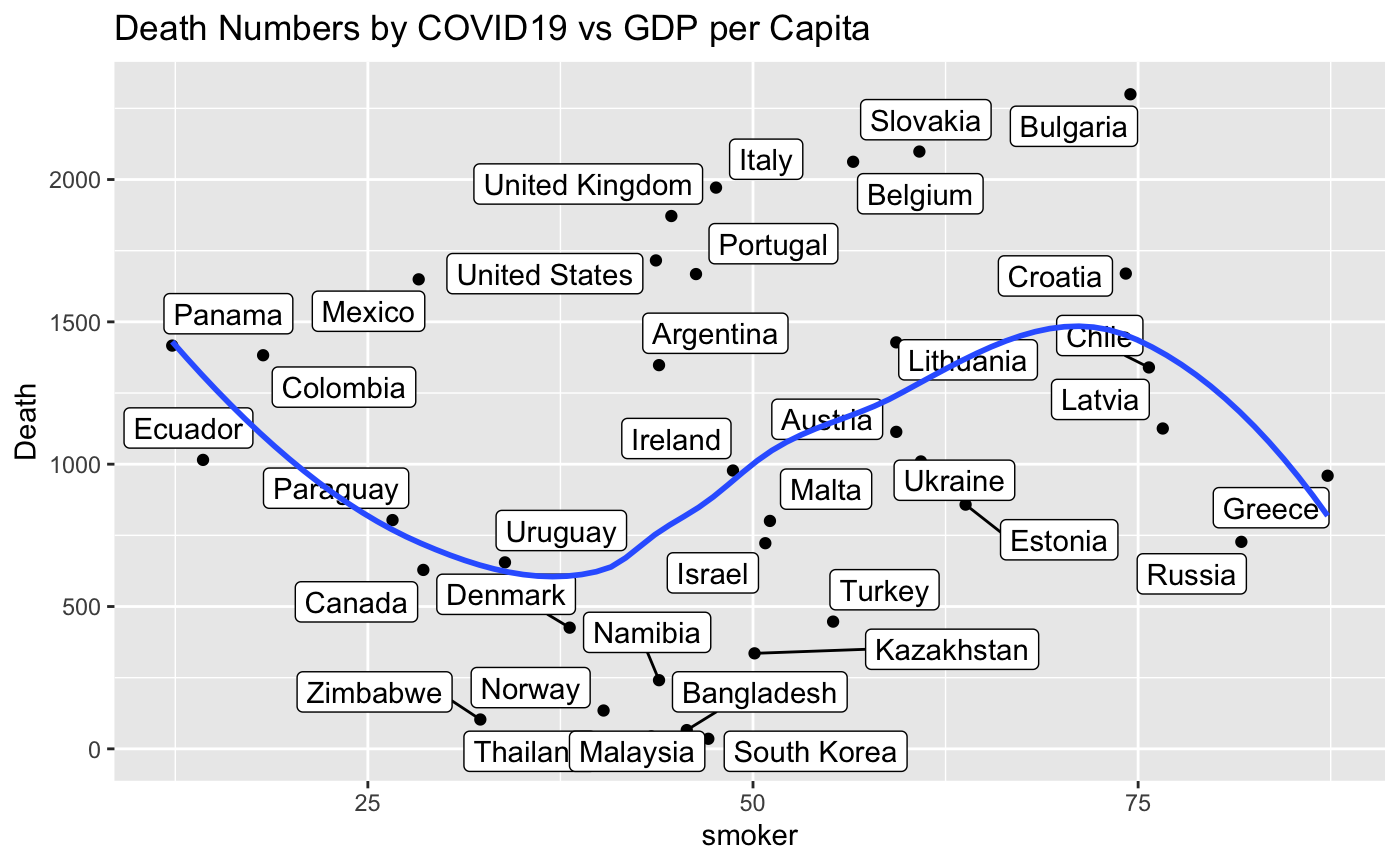 Death Numbers by COVID19 vs GDP per Capita
Slovakia
Bulgaria
Italy
United Kingdom
Belgium
2000
Portugal
United States
Croatia
Mexico
Panama
1500
Argentina
Chile
Lithuania
Colombia
Latvia
Death
Austria
Ecuador
Ireland
1000
Paraguay
Malta
Ukraine
Greece
Uruguay
Estonia
Israel
Russia
Canada
Denmark
Turkey
500
Namibia
Kazakhstan
Zimbabwe
Norway
Bangladesh
0
Thailan
Malaysia
South Korea
25
50
75
smoker